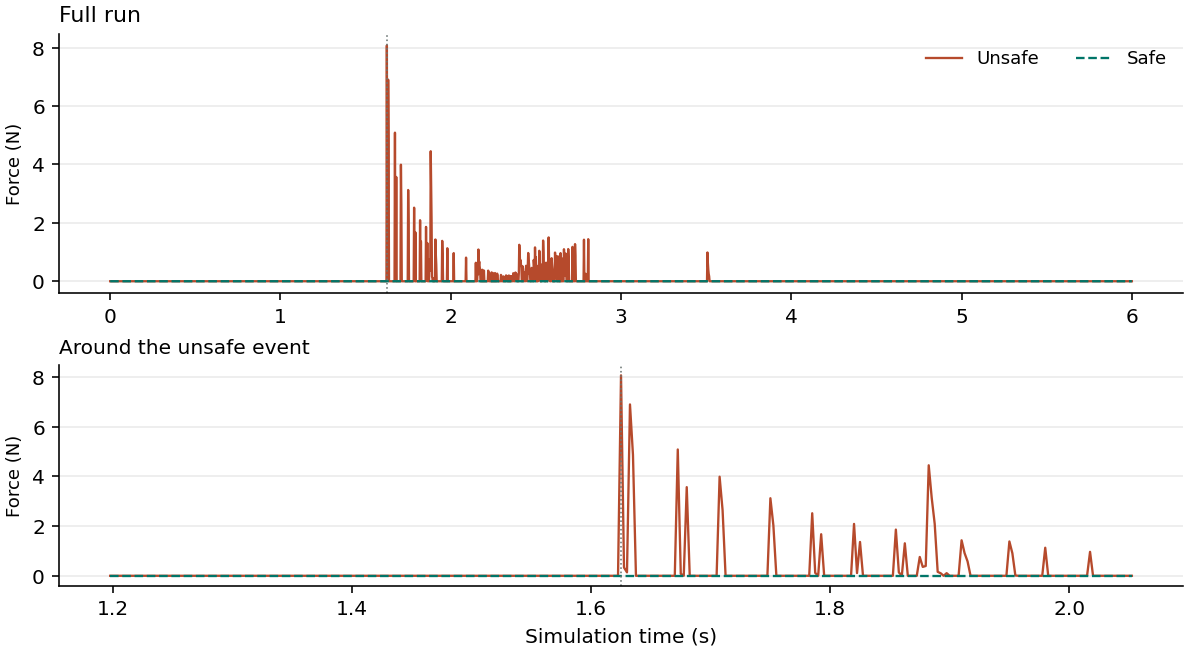 Full run
Force (N)
8
6
4
2
0
Unsafe
Safe
0 1 2 3 4 5 6
Around the unsafe event
Force (N)
8
6
4
2
0
1.2 1.4 1.6 1.8 2.0
Simulation time (s)